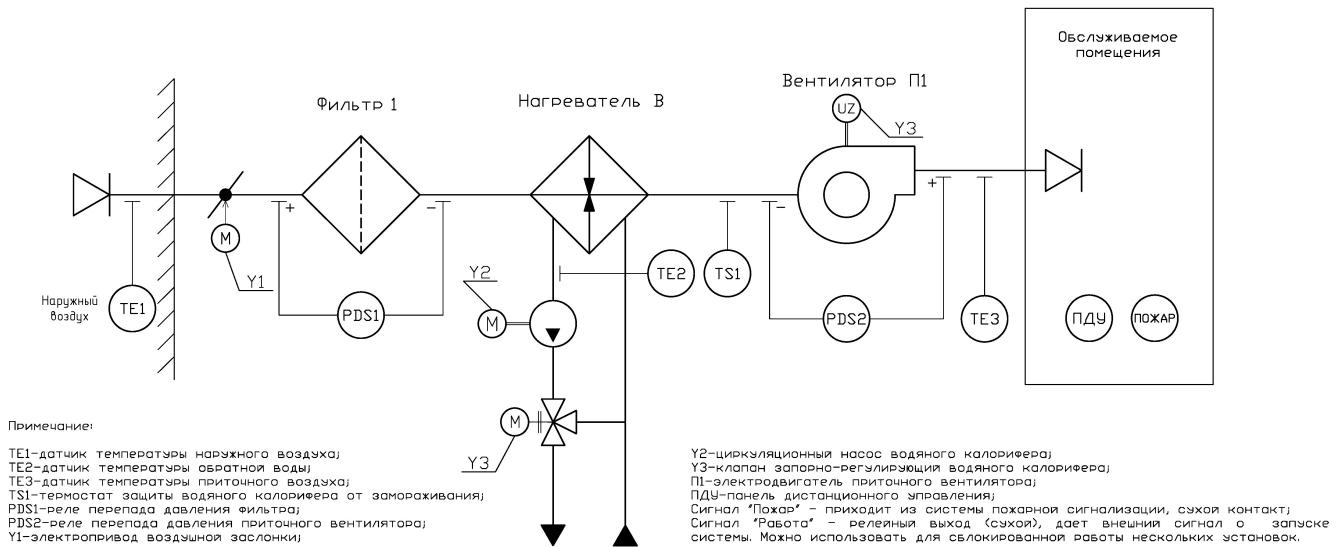 Обслуживаемое
помещения
Вентилятор П1
UZ
Y3
Фильтр 1
Нагреватель В
+
-
-
+
M
Y1
Y2
TE2
TS1
Наружный
воздух
TE1
PDS1
M
PDS2
TE3
ПДУ
ПОЖАР
M
Y3
Примечание:
TE1-датчик температуры наружного воздуха;
TE2-датчик температуры обратной воды;
TE3-датчик температуры приточного воздуха;
TS1-термостат защиты водяного калорифера от замораживания;
PDS1-реле перепада давления фильтра;
PDS2-реле перепада давления приточного вентилятора;
Y1-электропривод воздушной заслонки;
Y2-циркуляционный насос водяного калорифера;
Y3-клапан запорно-регулирующий водяного калорифера;
П1-электродвигатель приточного вентилятора;
ПДУ-панель дистанционного управления;
Сигнал "Пожар" - приходит из системы пожарной сигнализации, сухой контакт;
Сигнал "Работа" - релейный выход (сухой), дает внешний сигнал о запуске
системы. Можно использовать для сблокированной работы нескольких установок.